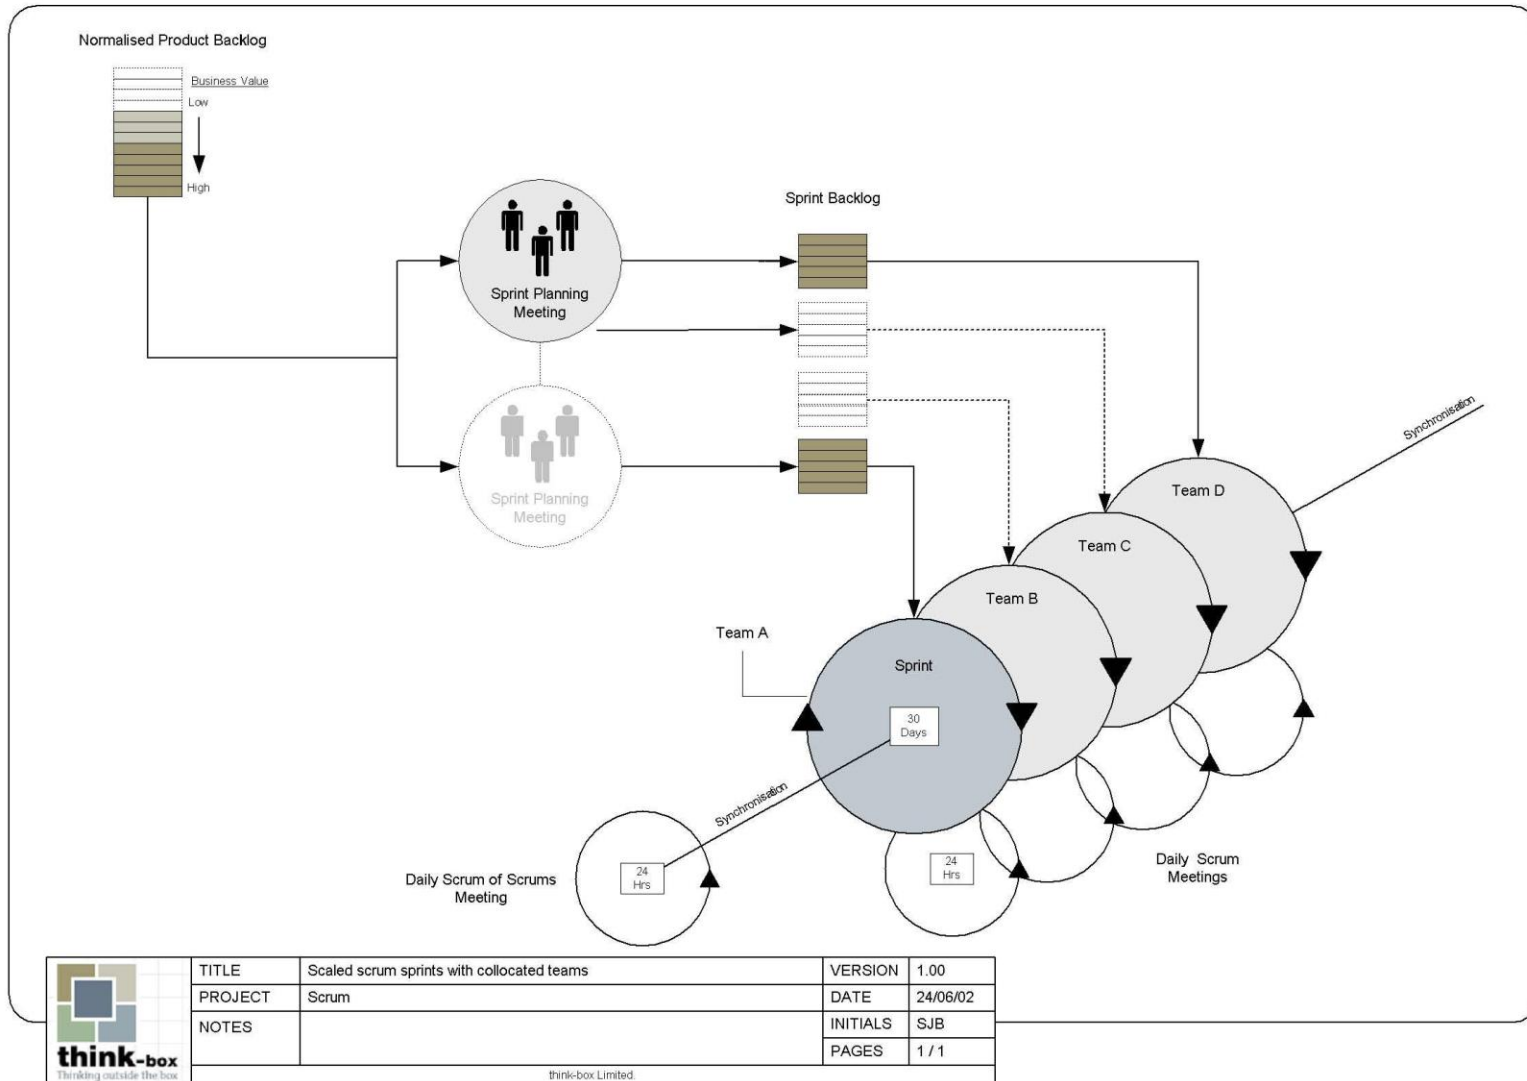 Normalised Product Backlog
Business Value
Low
High
Sprint Planning
Meeting
Sprint Backlog
Sprint Planning
Meeting
Synchronisation
Team D
Team C
Team B
Team A
Sprint
30
Days
Synchronisation
Daily Scrum of Scrums
Meeting
24
Hrs
24
Hrs
Daily Scrum
Meetings
TITLE Scaled scrum sprints with collocated teams VERSION 1.00
PROJECT Scrum DATE 24/06/02
NOTES INITIALS SJB
PAGES 1 / 1
think-box
Thinking outside the box
think-box Limited.